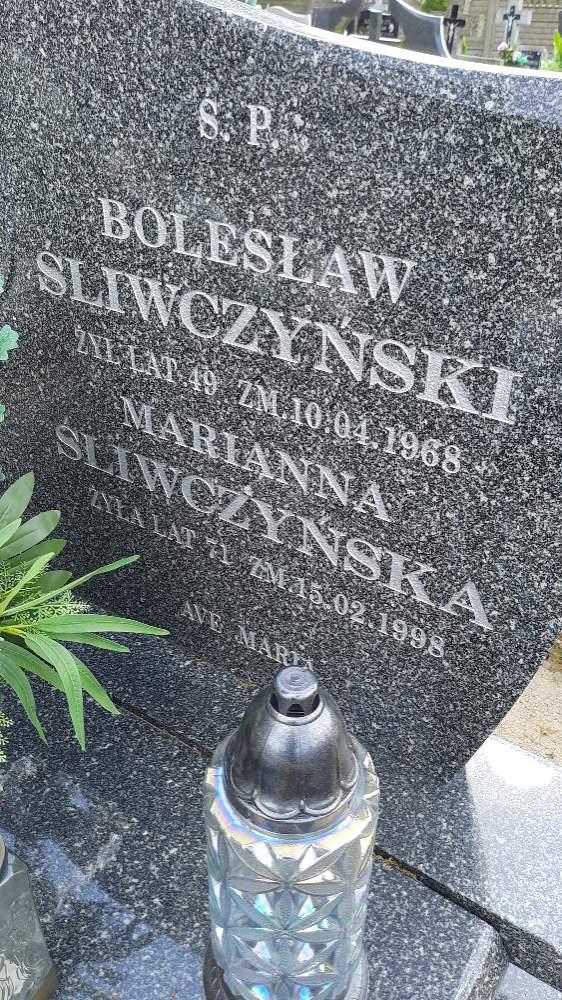 Ś. P.
BOLESŁAW
ŚLIWCZYŃSKI
ŻYŁ LAT 49 ZM.10.04.1968
MARIANNA
ŚLIWCZYŃSKA
ŻYŁA LAT 71 ZM.15.02.1998
AVE MARIA